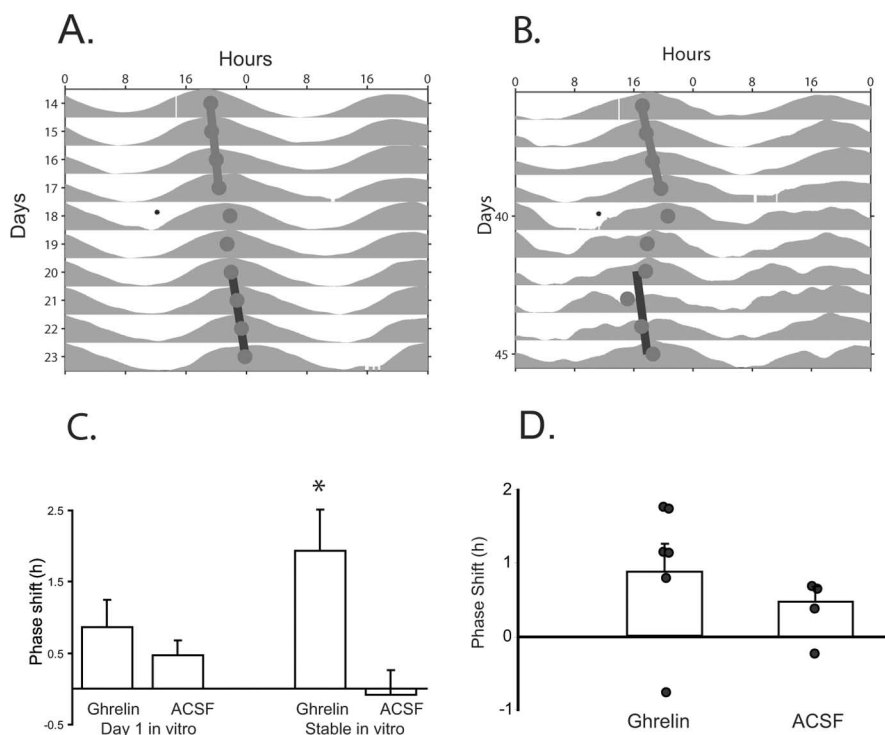 A.
Hours
0 8 16 0 8 16 0
Days
14
15
16
17
18
19
20
21
22
23
B.
Hours
0 8 16 0 8 16 0
Days
40
45
C.
Phase shift (h)
2.5
1.5
0.5
-0.5
*
Ghrelin ACSF Ghrelin ACSF
Day 1 in vitro Stable in vitro
D.
Phase Shift (h)
2
1
0
-1
Ghrelin ACSF